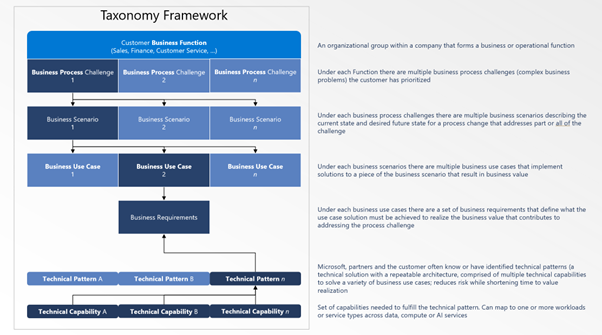 Taxonomy Framework
Customer Business Function
(Sales, Finance, Customer Service, ...)
An organizational group within a company that forms a business or operational function
Business Process Challenge
1
Business Process Challenge
2
Business Process Challenge
n
Under each Function there are multiple business process challenges (complex business
problems) the customer has prioritized
Business Scenario
1
Business Scenario
2
Business Scenario
n
Under each business process challenges there are multiple business scenarios describing the
current state and desired future state for a process change that addresses part or all of the
challenge
Business Use Case
1
Business Use Case
2
Business Use Case
n
Under each business scenarios there are multiple business use cases that implement
solutions to a piece of the business scenario that result in business value
Business Requirements
Under each business use cases there are a set of business requirements that define what the
use case solution must be achieved to realize the business value that contributes to
addressing the process challenge
Technical Pattern A
Technical Pattern B
Technical Pattern n
Microsoft, partners and the customer often know or have identified technical patterns (a
technical solution with a repeatable architecture, comprised of multiple technical capabilities
to solve a variety of business use cases; reduces risk while shortening time to value
realization
Technical Capability A
Technical Capability B
Technical Capability n
Set of capabilities needed to fulfill the technical pattern. Can map to one or more workloads
or service types across data, compute or AI services